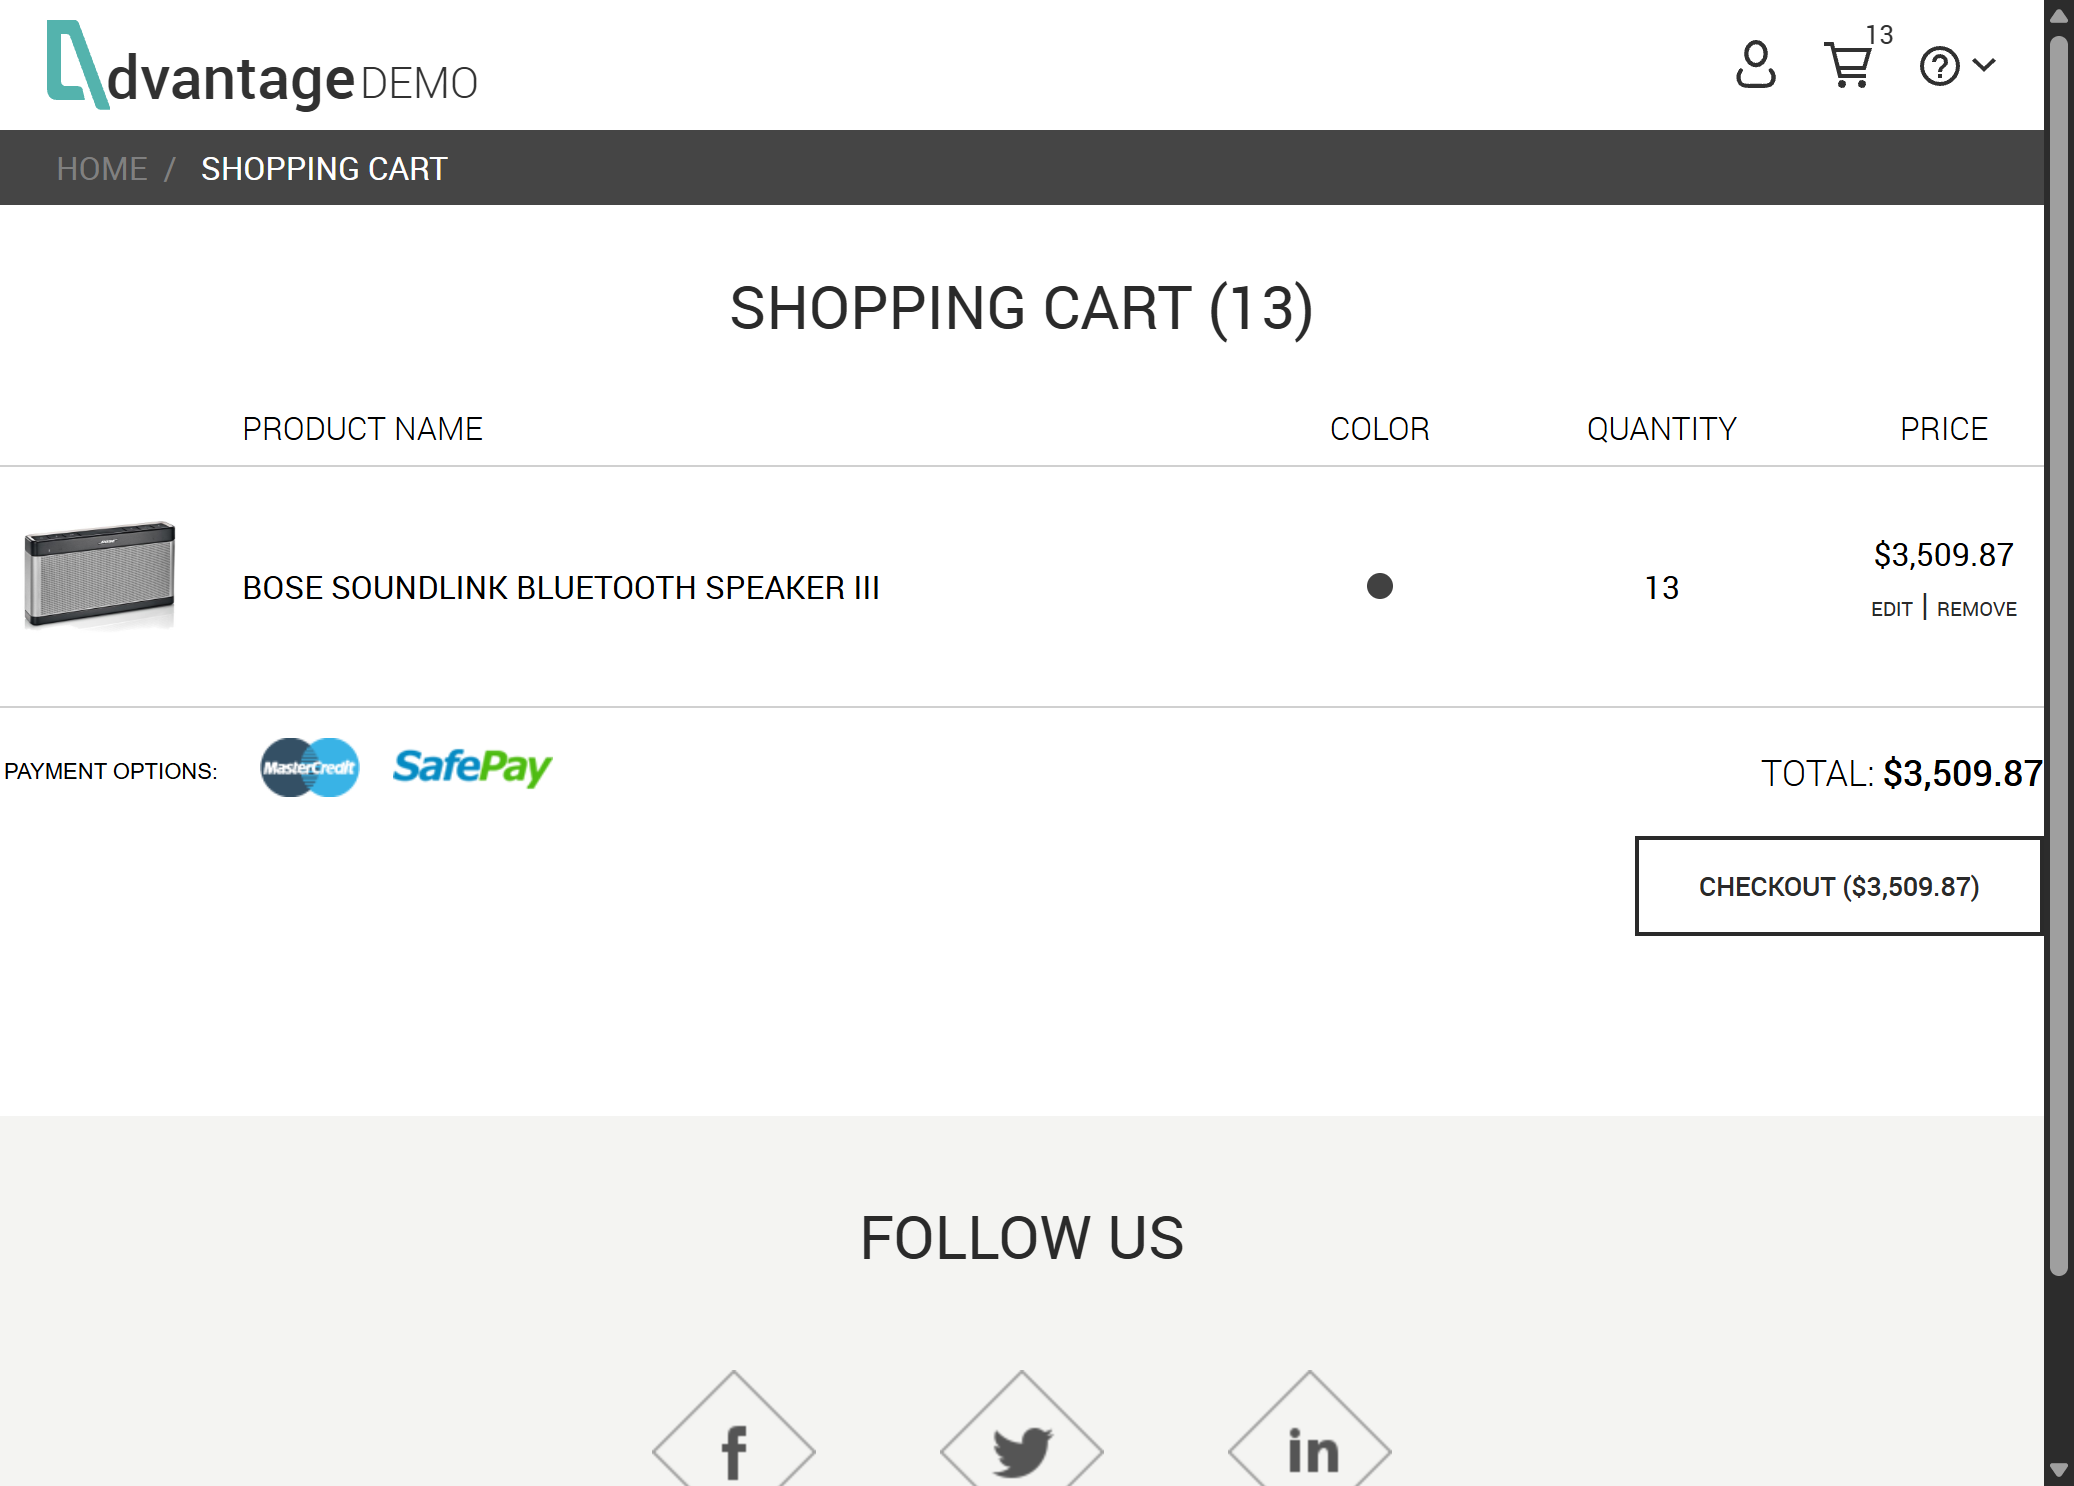 dvantage DEMO
13
HOME / SHOPPING CART
SHOPPING CART (13)
PRODUCT NAME COLOR QUANTITY PRICE
BOSE SOUNDLINK BLUETOOTH SPEAKER III 13 $3,509.87
EDIT | REMOVE
PAYMENT OPTIONS: MasterCredit SafePay TOTAL: $3,509.87
CHECKOUT ($3,509.87)
FOLLOW US
f in